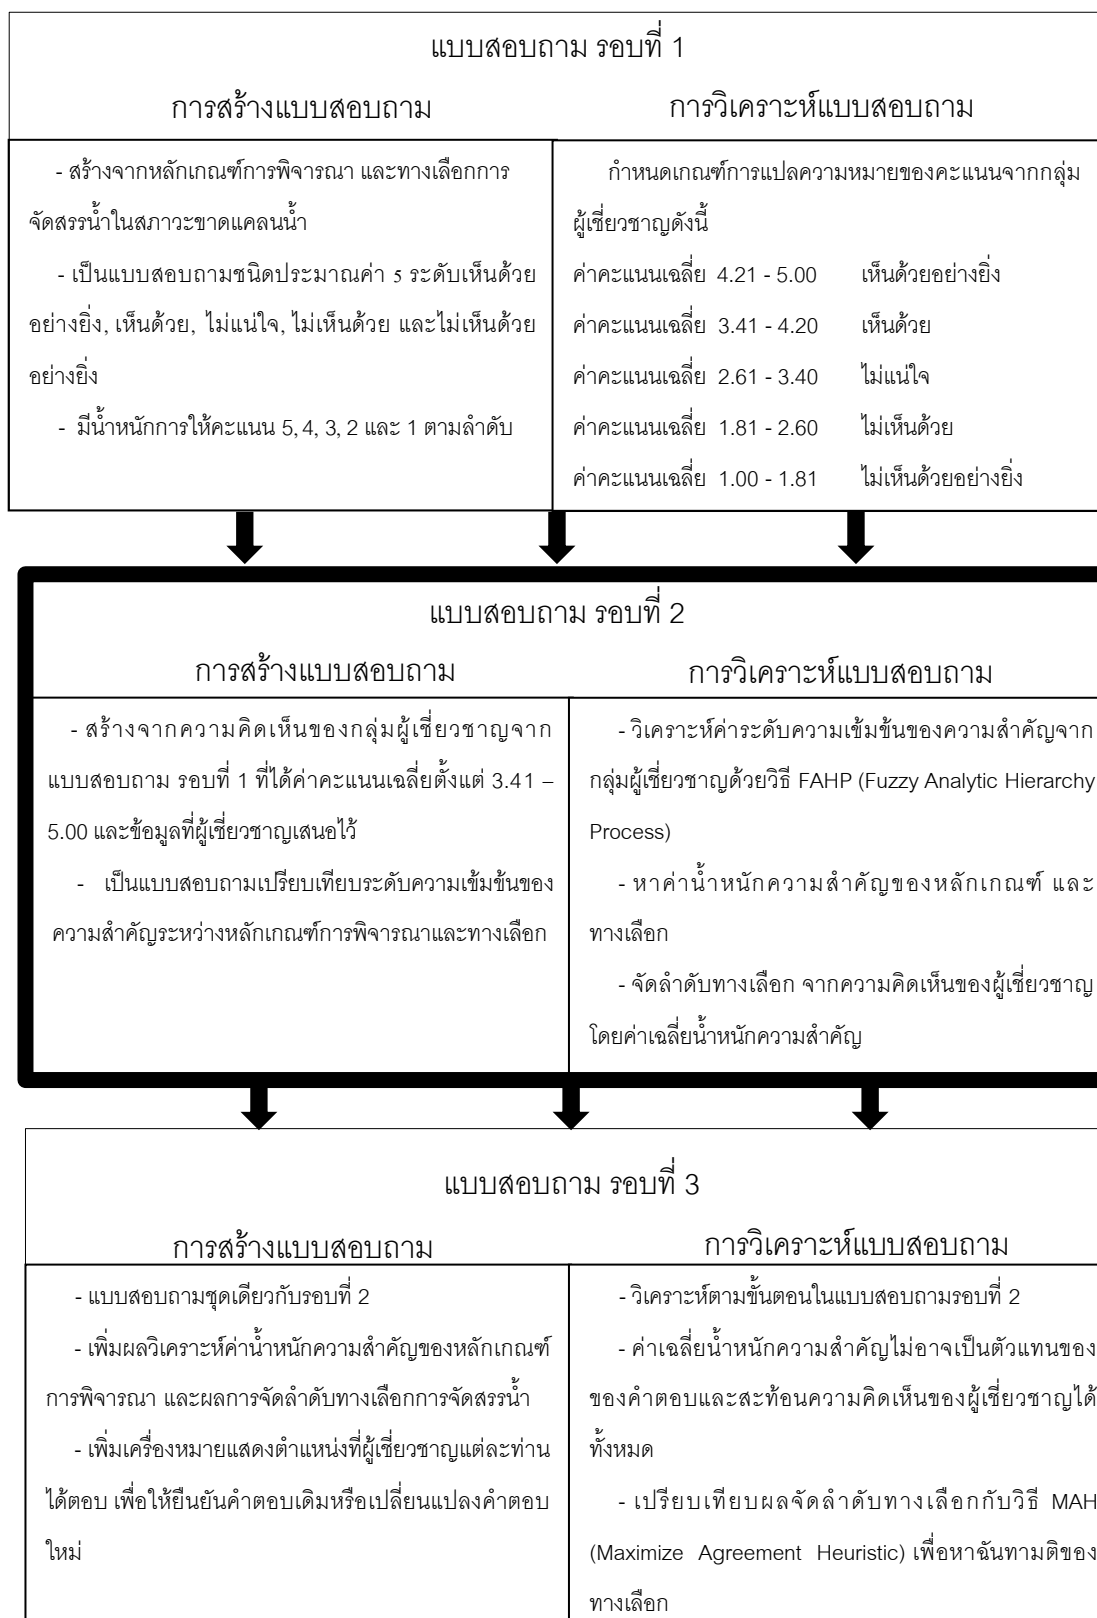 แบบสอบถาม รอบที่ 1
การสร้างแบบสอบถาม
การวิเคราะห์แบบสอบถาม
- สร้างจากหลักเกณฑ์การพิจารณา และทางเลือกการ
จัดสรรน้ำในสภาวะขาดแคลนน้ำ
- เป็นแบบสอบถามชนิดประมาณค่า 5 ระดับเห็นด้วย
อย่างยิ่ง, เห็นด้วย, ไม่แน่ใจ, ไม่เห็นด้วย และไม่เห็นด้วย
อย่างยิ่ง
- มีน้ำหนักการให้คะแนน 5, 4, 3, 2 และ 1 ตามลำดับ
กำหนดเกณฑ์การแปลความหมายของคะแนนจากกลุ่ม
ผู้เชี่ยวชาญดังนี้
ค่าคะแนนเฉลี่ย 4.21 - 5.00 เห็นด้วยอย่างยิ่ง
ค่าคะแนนเฉลี่ย 3.41 - 4.20 เห็นด้วย
ค่าคะแนนเฉลี่ย 2.61 - 3.40 ไม่แน่ใจ
ค่าคะแนนเฉลี่ย 1.81 - 2.60 ไม่เห็นด้วย
ค่าคะแนนเฉลี่ย 1.00 - 1.81 ไม่เห็นด้วยอย่างยิ่ง
แบบสอบถาม รอบที่ 2
การสร้างแบบสอบถาม
การวิเคราะห์แบบสอบถาม
- สร้างจากความคิดเห็นของกลุ่มผู้เชี่ยวชาญจาก
แบบสอบถาม รอบที่ 1 ที่ได้ค่าคะแนนเฉลี่ยตั้งแต่ 3.41 –
5.00 และข้อมูลที่ผู้เชี่ยวชาญเสนอไว้
- เป็นแบบสอบถามเปรียบเทียบระดับความเข้มข้นของ
ความสำคัญระหว่างหลักเกณฑ์การพิจารณาและทางเลือก
- วิเคราะห์ค่าระดับความเข้มข้นของความสำคัญจาก
กลุ่มผู้เชี่ยวชาญด้วยวิธี FAHP (Fuzzy Analytic Hierarchy
Process)
- หาค่าน้ำหนักความสำคัญของหลักเกณฑ์ และ
ทางเลือก
- จัดลำดับทางเลือก จากความคิดเห็นของผู้เชี่ยวชาญ
โดยค่าเฉลี่ยน้ำหนักความสำคัญ
แบบสอบถาม รอบที่ 3
การสร้างแบบสอบถาม
การวิเคราะห์แบบสอบถาม
- แบบสอบถามชุดเดียวกับรอบที่ 2
- เพิ่มผลวิเคราะห์ค่าน้ำหนักความสำคัญของหลักเกณฑ์
การพิจารณา และผลการจัดลำดับทางเลือกการจัดสรรน้ำ
- เพิ่มเครื่องหมายแสดงตำแหน่งที่ผู้เชี่ยวชาญแต่ละท่าน
ได้ตอบ เพื่อให้ยืนยันคำตอบเดิมหรือเปลี่ยนแปลงคำตอบ
ใหม่
- วิเคราะห์ตามขั้นตอนในแบบสอบถามรอบที่ 2
- ค่าเฉลี่ยน้ำหนักความสำคัญไม่อาจเป็นตัวแทนของ
ของคำตอบและสะท้อนความคิดเห็นของผู้เชี่ยวชาญได้
ทั้งหมด
- เปรียบเทียบผลจัดลำดับทางเลือกกับวิธี MAH
(Maximize Agreement Heuristic) เพื่อหาฉันทามติของ
ทางเลือก